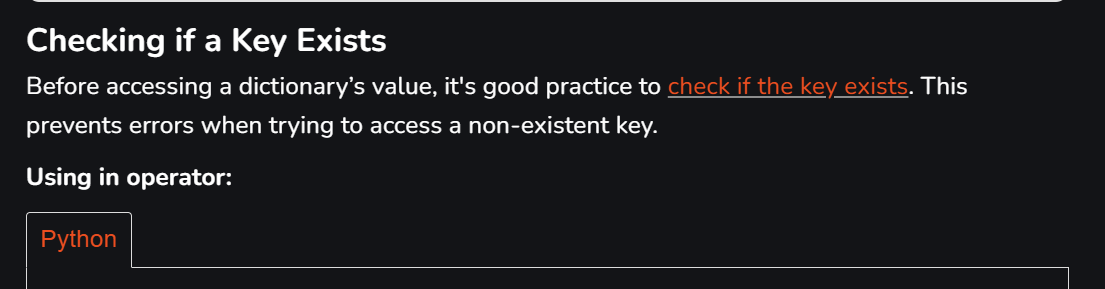 Checking if a Key Exists
Before accessing a dictionary’s value, it's good practice to check if the key exists. This
prevents errors when trying to access a non-existent key.
Using in operator:
Python